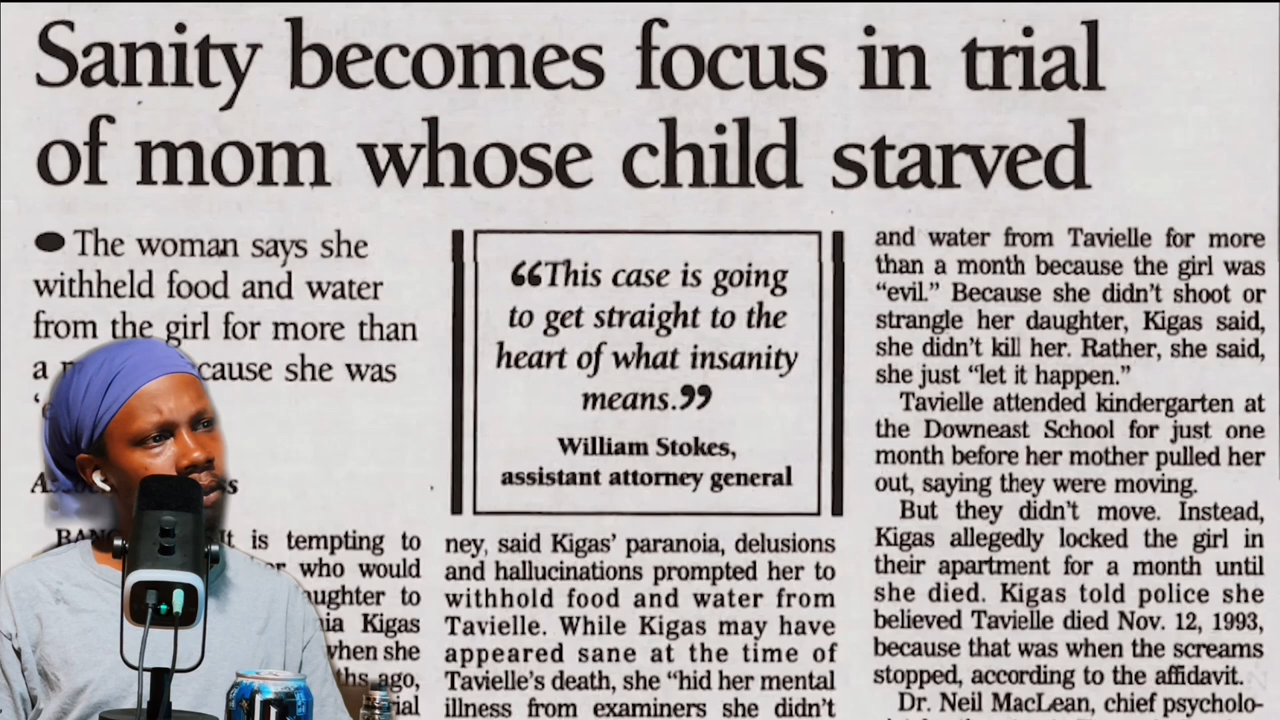 Sanity becomes focus in trial
of mom whose child starved
The woman says she
withheld food and water
from the girl for more than
a cause she was
BANG It is tempting to
who would
aughter to
ia Kigas
when she
ths ago,
ial
“This case is going
to get straight to the
heart of what insanity
means.”
William Stokes,
assistant attorney general
ney, said Kigas’ paranoia, delusions
and hallucinations prompted her to
withhold food and water from
Tavielle. While Kigas may have
appeared sane at the time of
Tavielle’s death, she “hid her mental
illness from examiners she didn’t
and water from Tavielle for more
than a month because the girl was
“evil.” Because she didn’t shoot or
strangle her daughter, Kigas said,
she didn’t kill her. Rather, she said,
she just “let it happen.”
Tavielle attended kindergarten at
the Downeast School for just one
month before her mother pulled her
out, saying they were moving.
But they didn’t move. Instead,
Kigas allegedly locked the girl in
their apartment for a month until
she died. Kigas told police she
believed Tavielle died Nov. 12, 1993,
because that was when the screams
stopped, according to the affidavit.
Dr. Neil MacLean, chief psycholo-